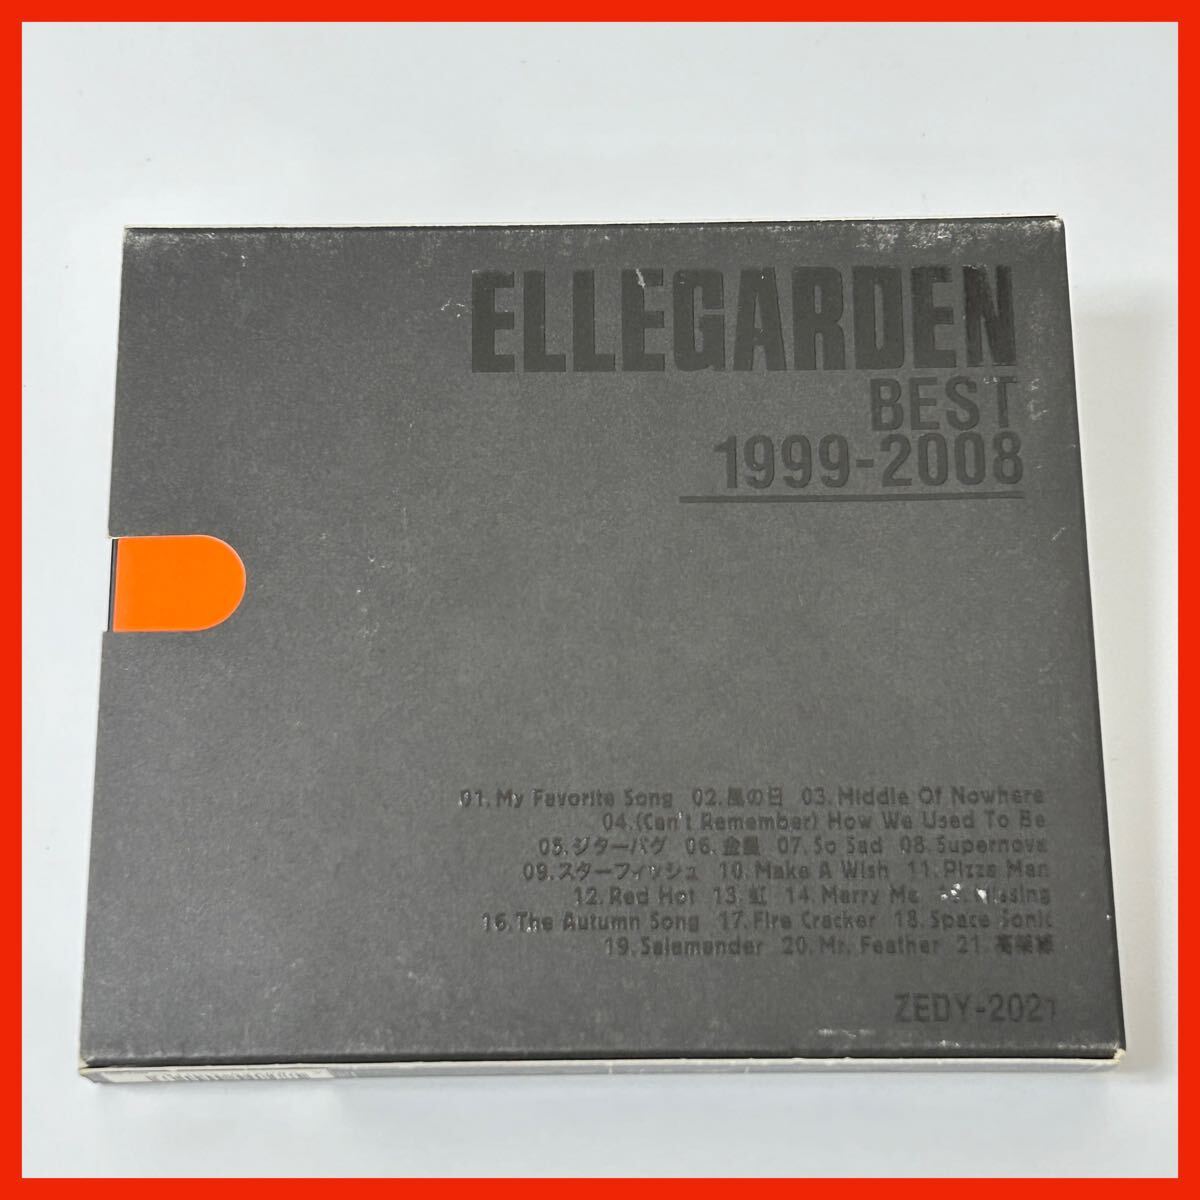 ELLEGARDEN
BEST
1999-2008
01. My Favorite Song 02. 風の日 03. Middle Of Nowhere
04. (Can't Remember) How We Used To Be
05. ジターバグ 06. 金星 07. So Sad 08. Supernova
09. スターフィッシュ 10. Make A Wish 11. Pizza Man
12. Red Hot 13. 虹 14. Marry Me Missing
16. The Autumn Song 17. Fire Cracker 18. Space Sonic
19. Salamander 20. Mr. Feather 21. 高架線
ZEDY-2021